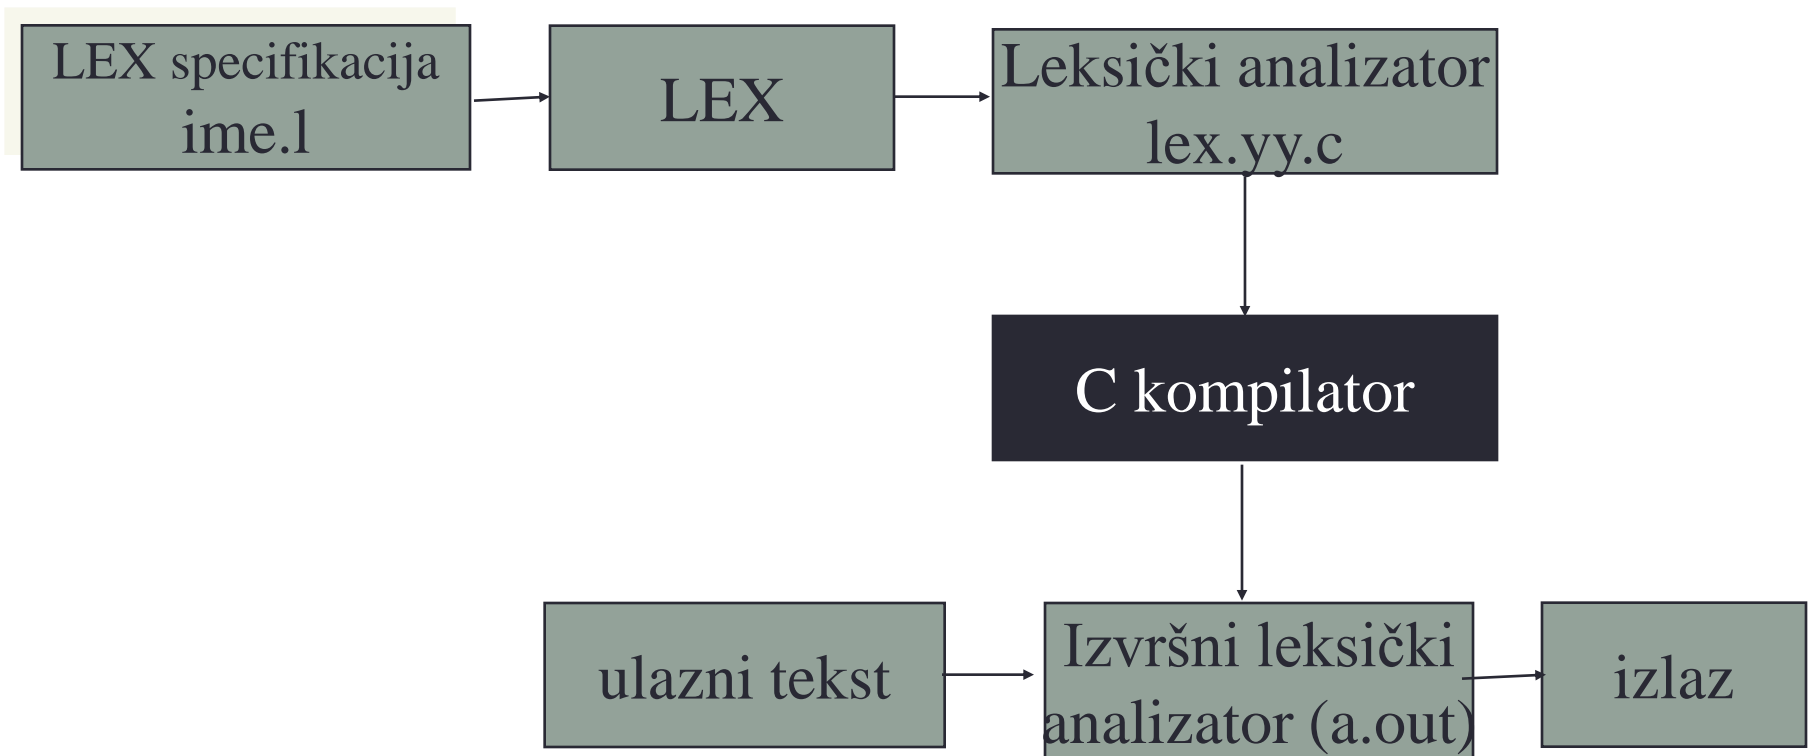 LEX specifikacija
ime.l
LEX
Leksički analizator
lex.yy.c
C kompilator
ulazni tekst
Izvršni leksički
analizator (a.out)
izlaz